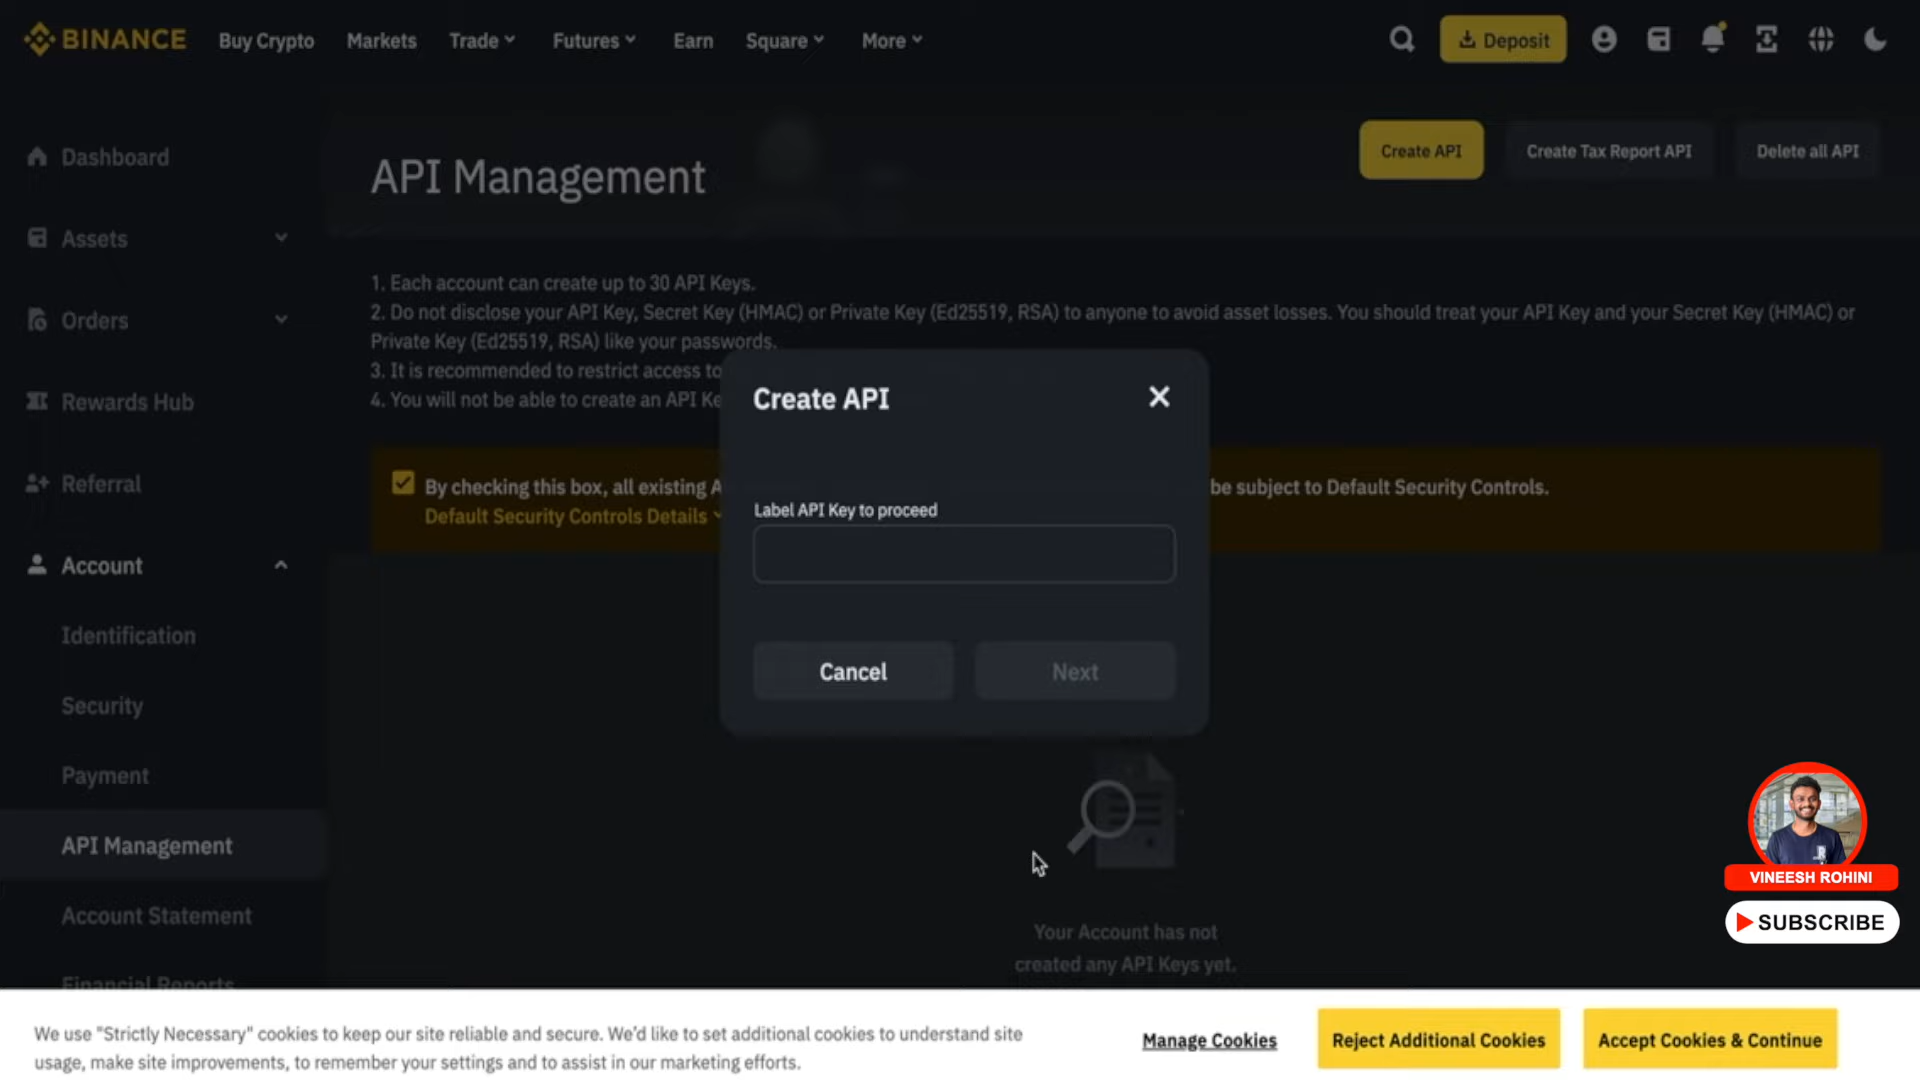 BINANCE
Buy Crypto
Markets
Trade
Futures
Earn
Square
More
Deposit
Dashboard
Assets
Orders
Rewards Hub
Referral
Account
Identification
Security
Payment
API Management
Account Statement
Financial Reports
API Management
Create API
Create Tax Report API
Delete all API
1. Each account can create up to 30 API Keys.
2. Do not disclose your API Key, Secret Key (HMAC) or Private Key (Ed25519, RSA) to anyone to avoid asset losses. You should treat your API Key and your Secret Key (HMAC) or
Private Key (Ed25519, RSA) like your passwords.
3. It is recommended to restrict access to
4. You will not be able to create an API Ke
By checking this box, all existing A
be subject to Default Security Controls.
Default Security Controls Details
Create API
Label API Key to proceed
Cancel
Next
Your Account has not
created any API Keys yet.
VINEESH ROHINI
SUBSCRIBE
We use "Strictly Necessary" cookies to keep our site reliable and secure. We'd like to set additional cookies to understand site
usage, make site improvements, to remember your settings and to assist in our marketing efforts.
Manage Cookies
Reject Additional Cookies
Accept Cookies & Continue